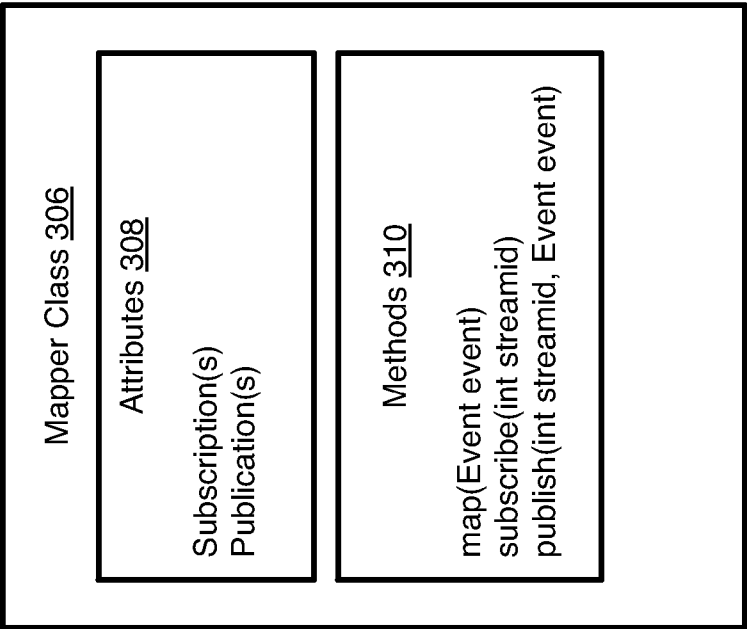 Mapper Class 306
Attributes 308
Subscription(s)
Publication(s)
Methods 310
map(Event event)
subscribe(int streamid)
publish(int streamid, Event event)